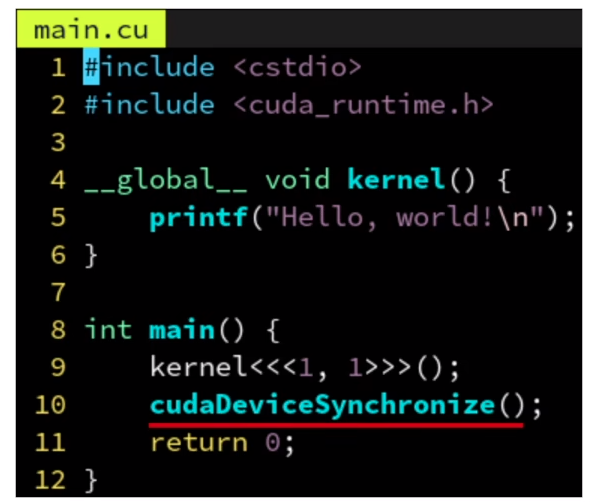 main.cu
1 #include <cstdio>
2 #include <cuda_runtime.h>
3
4 __global__ void kernel() {
5     printf("Hello, world!\n");
6 }
7
8 int main() {
9     kernel<<<1, 1>>>();
10     cudaDeviceSynchronize();
11     return 0;
12 }